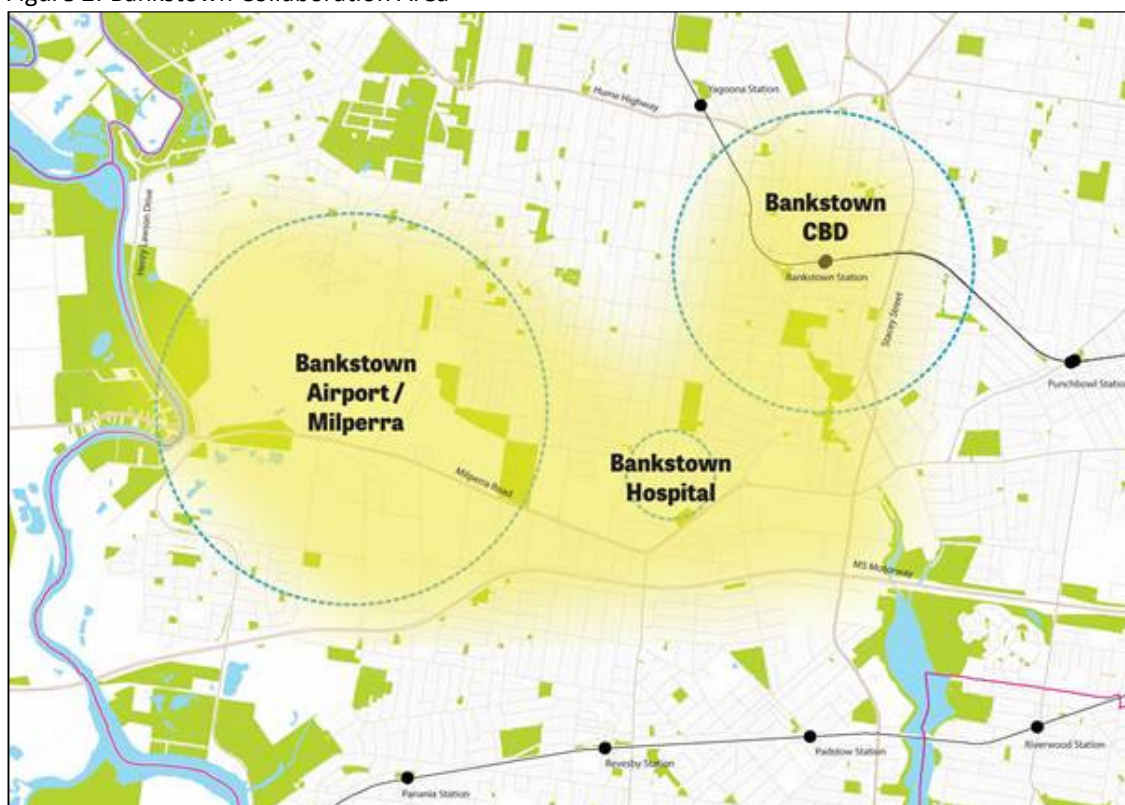 Figure 2: Bankstown Collaboration Area
Yagoona Station
Hume Highway
Henry Lawson Drive
Bankstown
CBD
Bankstown Station
Stacey Street
Punchbowl Station
Bankstown
Airport /
Milperra
Milperra Road
Bankstown
Hospital
M5 Motorway
Riverwood Station
Padstow Station
Revesby Station
Panania Station